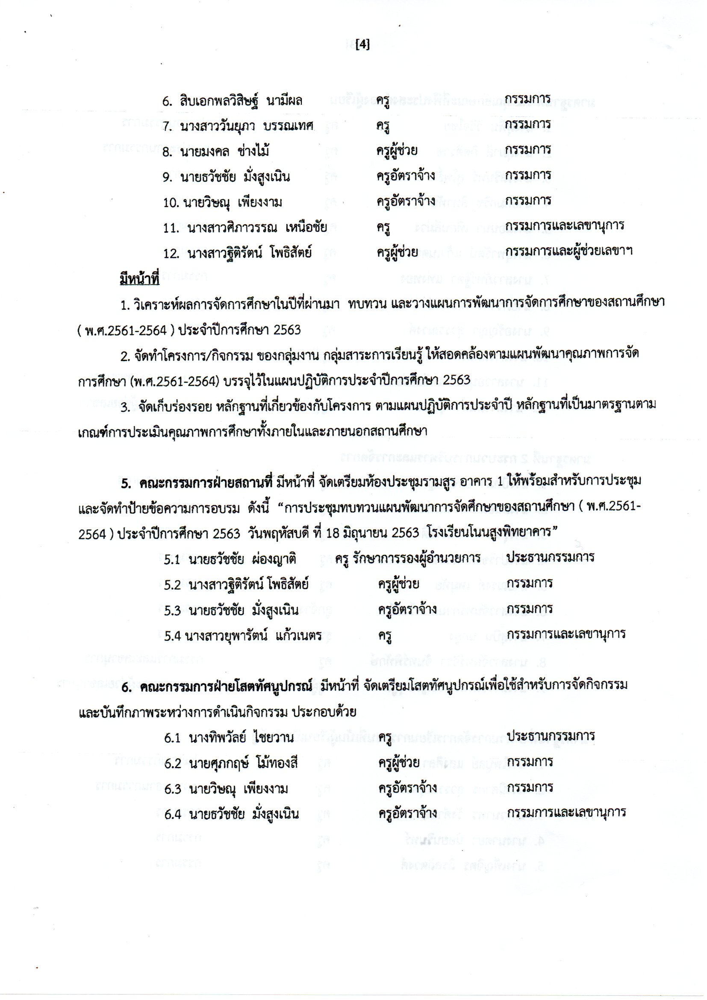 [4]
6. สิบเอกพลวิสิษฐ์ นามีผล ครู กรรมการ
7. นางสาววันยุภา บรรณเทศ ครู กรรมการ
8. นายมงคล ช่างไม้ ครูผู้ช่วย กรรมการ
9. นายธวัชชัย มั่งสูงเนิน ครูอัตราจ้าง กรรมการ
10. นายวิษณุ เพียงงาม ครูอัตราจ้าง กรรมการ
11. นางสาวศิภาวรรณ เหนือชัย ครู กรรมการและเลขานุการ
12. นางสาวฐิติรัตน์ โพธิสัตย์ ครูผู้ช่วย กรรมการและผู้ช่วยเลขาฯ
มีหน้าที่
1. วิเคราะห์ผลการจัดการศึกษาในปีที่ผ่านมา ทบทวน และวางแผนการพัฒนาการจัดการศึกษาของสถานศึกษา
( พ.ศ.2561-2564 ) ประจำปีการศึกษา 2563
2. จัดทำโครงการ/กิจกรรม ของกลุ่มงาน กลุ่มสาระการเรียนรู้ ให้สอดคล้องตามแผนพัฒนาคุณภาพการจัด
การศึกษา (พ.ศ.2561-2564) บรรจุไว้ในแผนปฏิบัติการประจำปีการศึกษา 2563
3. จัดเก็บร่องรอย หลักฐานที่เกี่ยวข้องกับโครงการ ตามแผนปฏิบัติการประจำปี หลักฐานที่เป็นมาตรฐานตาม
เกณฑ์การประเมินคุณภาพการศึกษาทั้งภายในและภายนอกสถานศึกษา
5. คณะกรรมการฝ่ายสถานที่ มีหน้าที่ จัดเตรียมห้องประชุมรามสูร อาคาร 1 ให้พร้อมสำหรับการประชุม
และจัดทำป้ายข้อความการอบรม ดังนี้ “การประชุมทบทวนแผนพัฒนาการจัดศึกษาของสถานศึกษา ( พ.ศ.2561-
2564 ) ประจำปีการศึกษา 2563 วันพฤหัสบดี ที่ 18 มิถุนายน 2563 โรงเรียนโนนสูงพิทยาคาร”
5.1 นายธวัชชัย ผ่องญาติ ครู รักษาการรองผู้อำนวยการ ประธานกรรมการ
5.2 นางสาวฐิติรัตน์ โพธิสัตย์ ครูผู้ช่วย กรรมการ
5.3 นายธวัชชัย มั่งสูงเนิน ครูอัตราจ้าง กรรมการ
5.4 นางสาวยุพารัตน์ แก้วเนตร ครู กรรมการและเลขานุการ
6. คณะกรรมการฝ่ายโสตทัศนูปกรณ์ มีหน้าที่ จัดเตรียมโสตทัศนูปกรณ์เพื่อใช้สำหรับการจัดกิจกรรม
และบันทึกภาพระหว่างการดำเนินกิจกรรม ประกอบด้วย
6.1 นางทิพวัลย์ ไชยวาน ครู ประธานกรรมการ
6.2 นายศุภกฤษ์ โม้ทองสี ครูผู้ช่วย กรรมการ
6.3 นายวิษณุ เพียงงาม ครูอัตราจ้าง กรรมการ
6.4 นายธวัชชัย มั่งสูงเนิน ครูอัตราจ้าง กรรมการและเลขานุการ